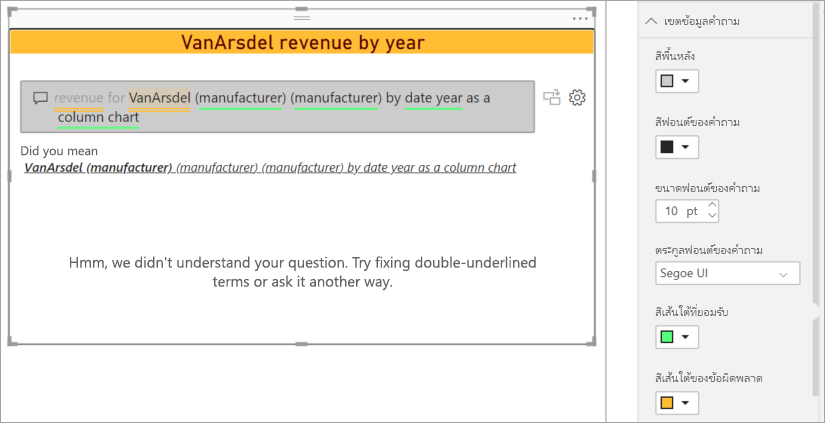 VanArsdel revenue by year
revenue for VanArsdel (manufacturer) (manufacturer) by date year as a
column chart
Did you mean
VanArsdel (manufacturer) (manufacturer) (manufacturer) by date year as a column chart
Hmm, we didn't understand your question. Try fixing double-underlined
terms or ask it another way.
เขตข้อมูลคำถาม
สีพื้นหลัง
สีฟอนต์ของคำถาม
ขนาดฟอนต์ของคำถาม
10 pt
ตระกูลฟอนต์ของคำถาม
Segoe UI
สีเส้นใต้ที่ยอมรับ
สีเส้นใต้ของข้อผิดพลาด